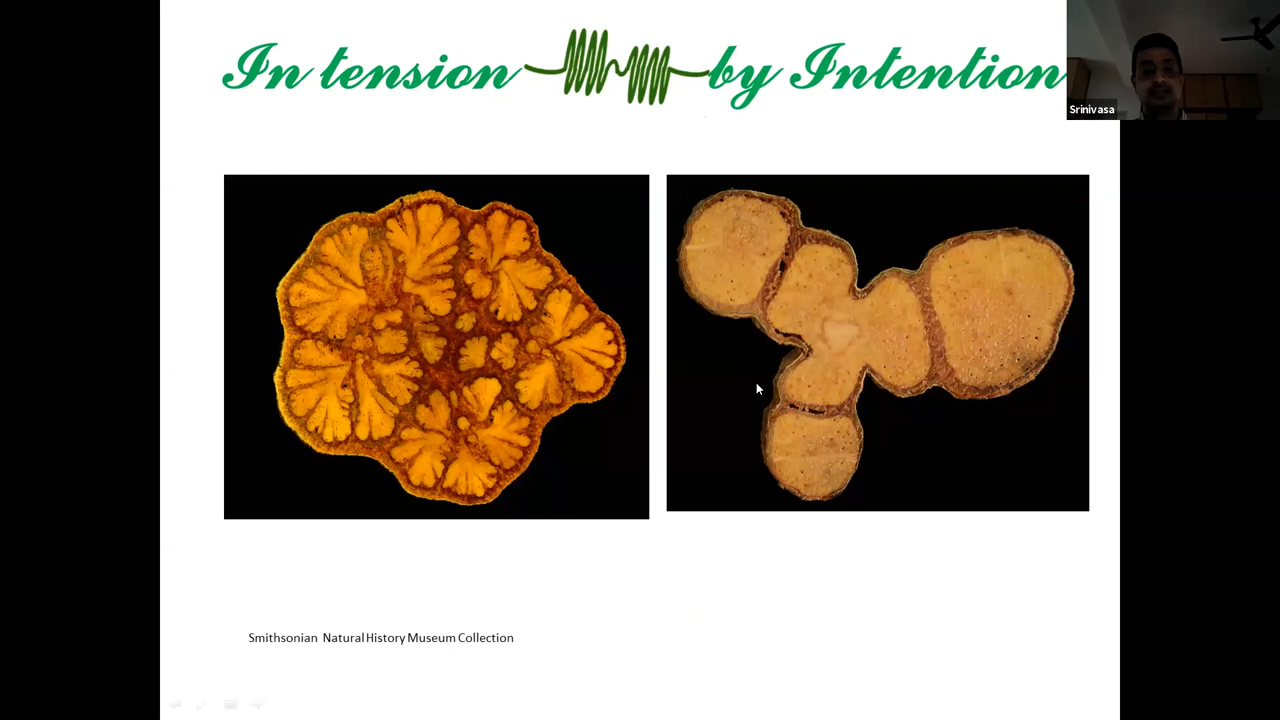 In tension by Intention
Srinivasa
Smithsonian Natural History Museum Collection